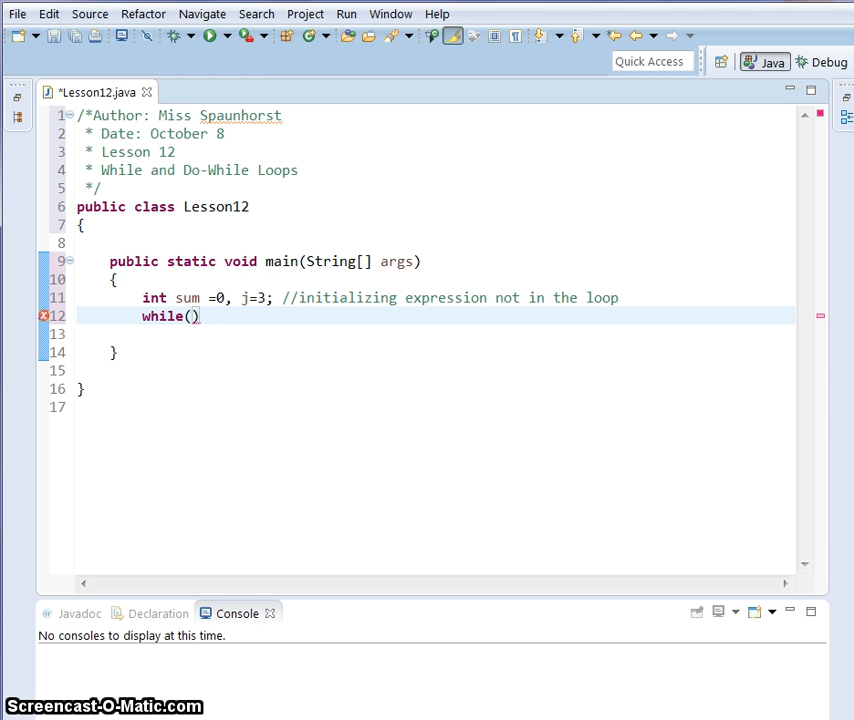 File Edit Source Refactor Navigate Search Project Run Window Help
Quick Access Java Debug
*Lesson12.java
1 /*Author: Miss Spaunhorst
2 * Date: October 8
3 * Lesson 12
4 * While and Do-While Loops
5 */
6 public class Lesson12
7 {
8
9 public static void main(String[] args)
10 {
11 int sum =0, j=3; //initializing expression not in the loop
12 while()
13
14 }
15
16 }
17
@ Javadoc Declaration Console
No consoles to display at this time.
Screencast-O-Matic.com